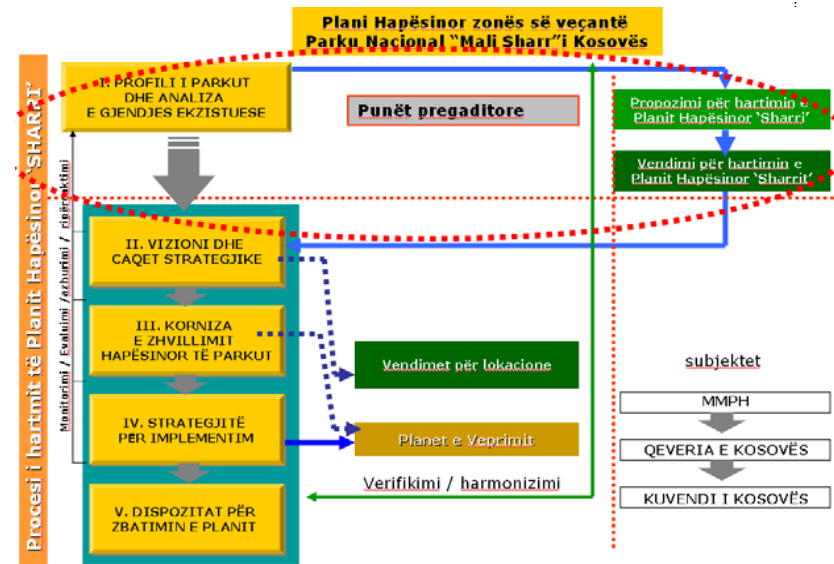 Plani Hapësinor zonës së veçantë
Parku Nacional "Mali Sharr"i Kosovës
Procesi i hartmit të Planit Hapësinor 'SHARRI'
I. PROFILI I PARKUT
DHE ANALIZA
E GJENDJES EKZISTUESE
Punët pregaditore
Propozimi për hartimin e
Planit Hapësinor 'Sharri'
Vendimi për hartimin e
Planit Hapësinor 'Sharrit'
Monitorimi / Evaluimi /azhurimi / ripërpunktimi
II. VIZIONI DHE
CAQET STRATEGJIKE
III. KORNIZA
E ZHVILLIMIT
HAPËSINOR TË PARKUT
Vendimet për lokacione
IV. STRATEGJITË
PËR IMPLEMENTIM
Planet e Veprimit
Verifikimi / harmonizimi
V. DISPOZITAT PËR
ZBATIMIN E PLANIT
subjektet
MMPH
QEVERIA E KOSOVËS
KUVENDI I KOSOVËS